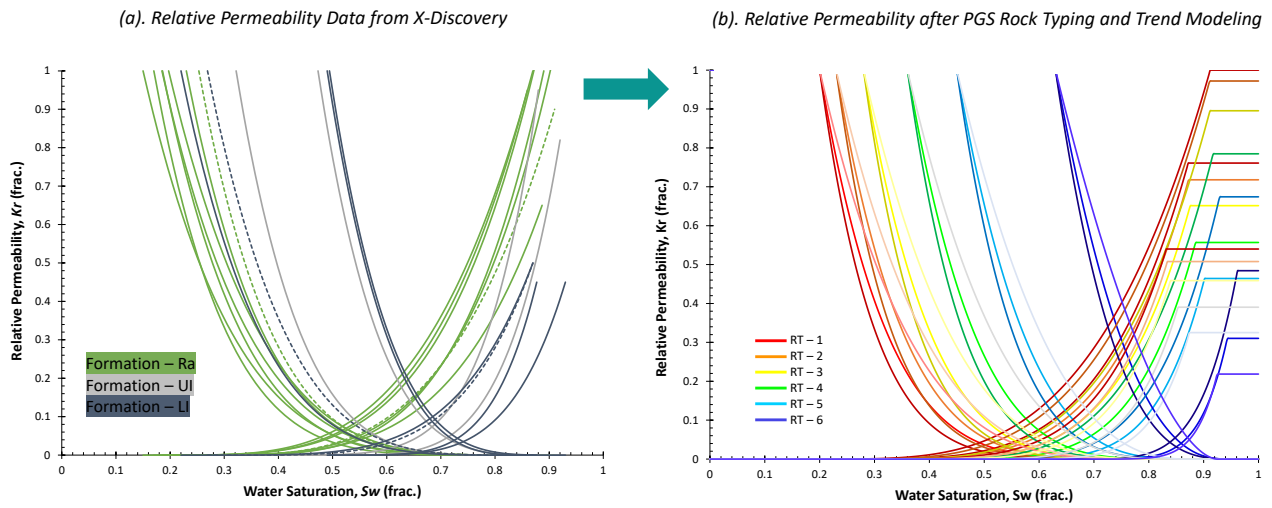 (a). Relative Permeability Data from X-Discovery
(b). Relative Permeability after PGS Rock Typing and Trend Modeling
1
0.9
0.8
0.7
0.6
0.5
0.4
0.3
0.2
0.1
0
Relative Permeability, Kr (frac.)
Formation – Ra
Formation – UI
Formation – LI
0 0.1 0.2 0.3 0.4 0.5 0.6 0.7 0.8 0.9 1
Water Saturation, Sw (frac.)
1
0.9
0.8
0.7
0.6
0.5
0.4
0.3
0.2
0.1
0
Relative Permeability, Kr (frac.)
RT – 1
RT – 2
RT – 3
RT – 4
RT – 5
RT – 6
0 0.1 0.2 0.3 0.4 0.5 0.6 0.7 0.8 0.9 1
Water Saturation, Sw (frac.)